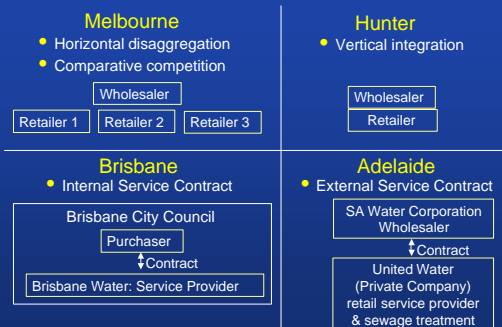 Melbourne
• Horizontal disaggregation
• Comparative competition
Wholesaler
Retailer 1
Retailer 2
Retailer 3
Hunter
• Vertical integration
Wholesaler
Retailer
Brisbane
• Internal Service Contract
Brisbane City Council
Purchaser
Contract
Brisbane Water: Service Provider
Adelaide
• External Service Contract
SA Water Corporation
Wholesaler
Contract
United Water
(Private Company)
retail service provider
& sewage treatment